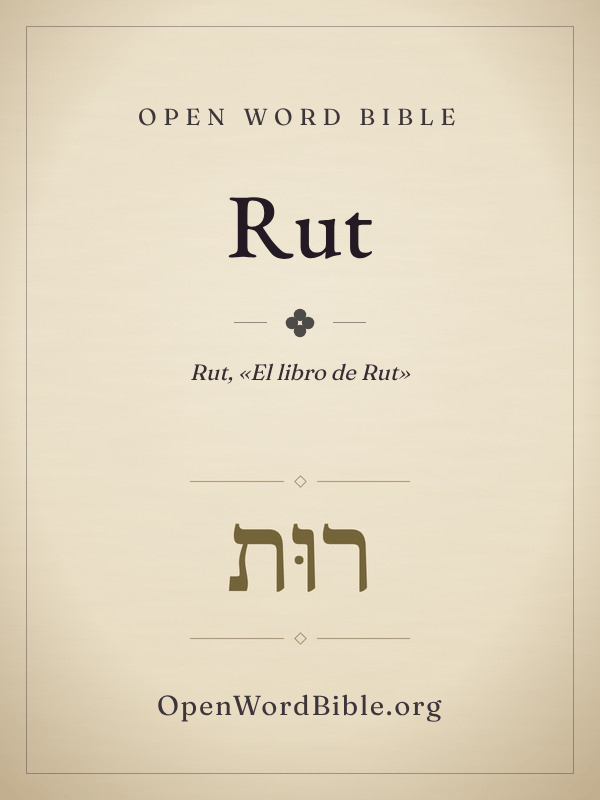 OPEN WORD BIBLE
Rut
Rut, «El libro de Rut»
רוּת
OpenWordBible.org